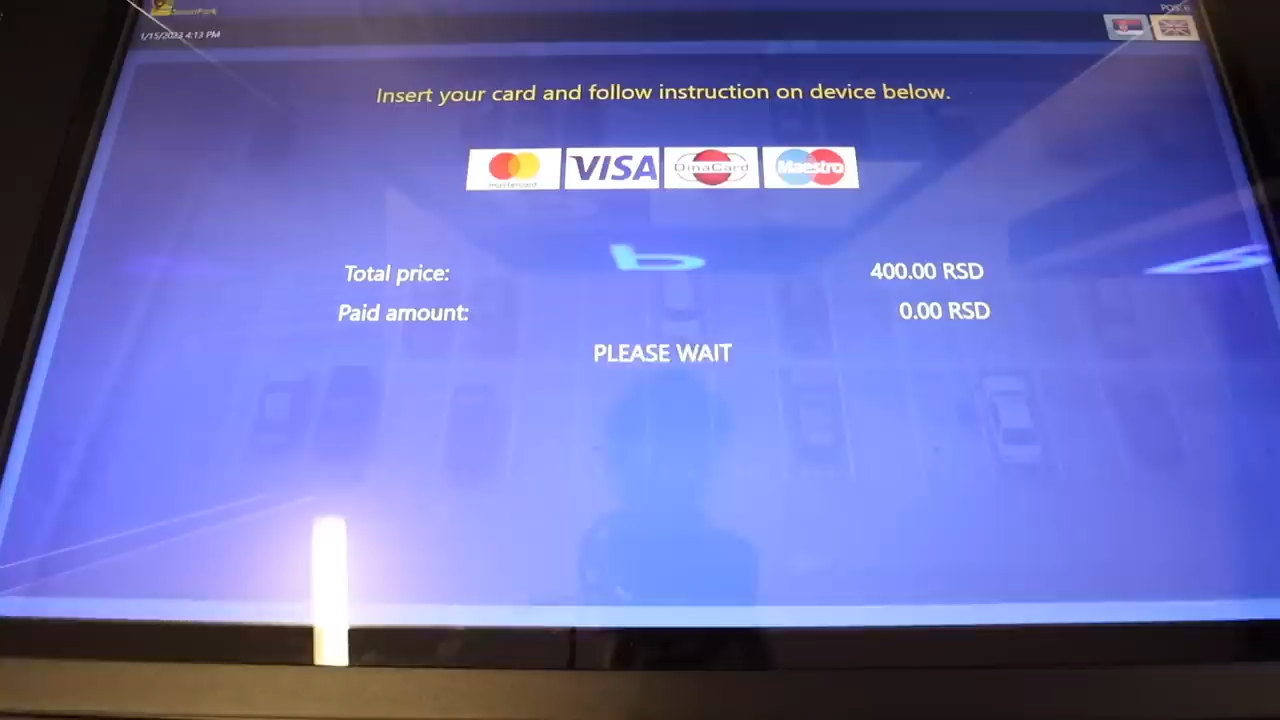 1/15/2023 4:13 PM
Insert your card and follow instruction on device below.
mastercard
VISA
DinaCard
Maestro
Total price: 400.00 RSD
Paid amount: 0.00 RSD
PLEASE WAIT